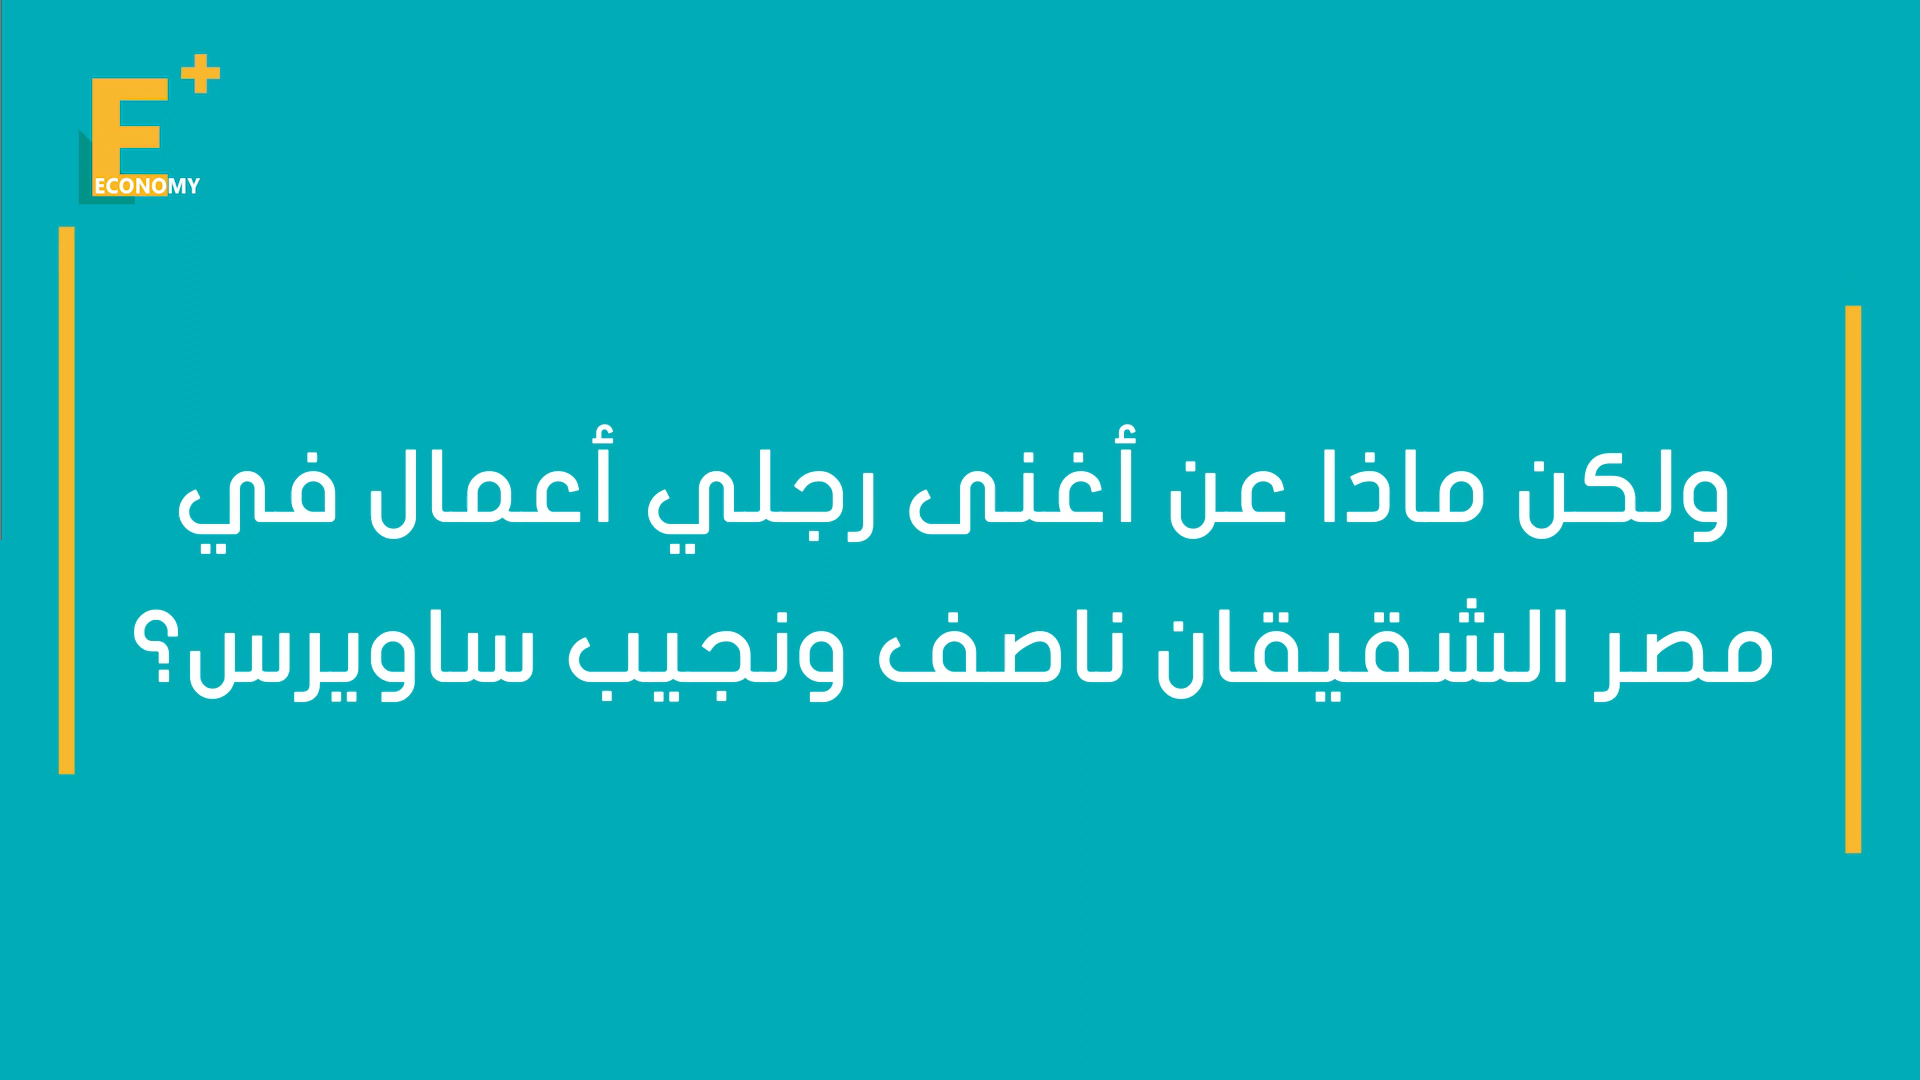 E+
ECONOMY
ولكن ماذا عن أغنى رجلي أعمال في
مصر الشقيقان ناصف ونجيب ساويرس؟